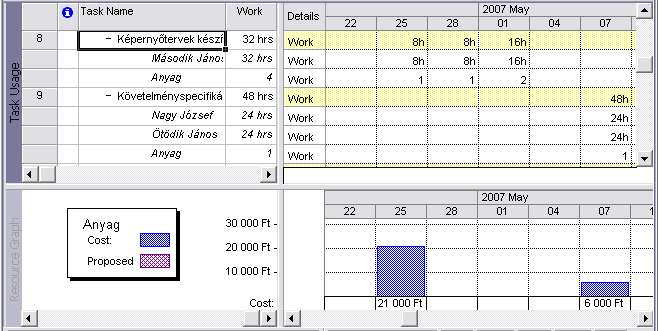 Task Name Work Details 2007 May
22 25 28 01 04 07
8 − Képernyőtervek készí 32 hrs Work 8h 8h 16h
Második János 32 hrs Work 8h 8h 16h
Anyag 4 Work 1 1 2
9 − Követelményspecifiká 48 hrs Work 48h
Nagy József 24 hrs Work 24h
Ötödik János 24 hrs Work 24h
Anyag 1 Work 1
Task Usage
2007 May
22 25 28 01 04 07 1
Anyag
Cost:
Proposed
30 000 Ft
20 000 Ft
10 000 Ft
Cost: 21 000 Ft 6 000 Ft
Resource Graph